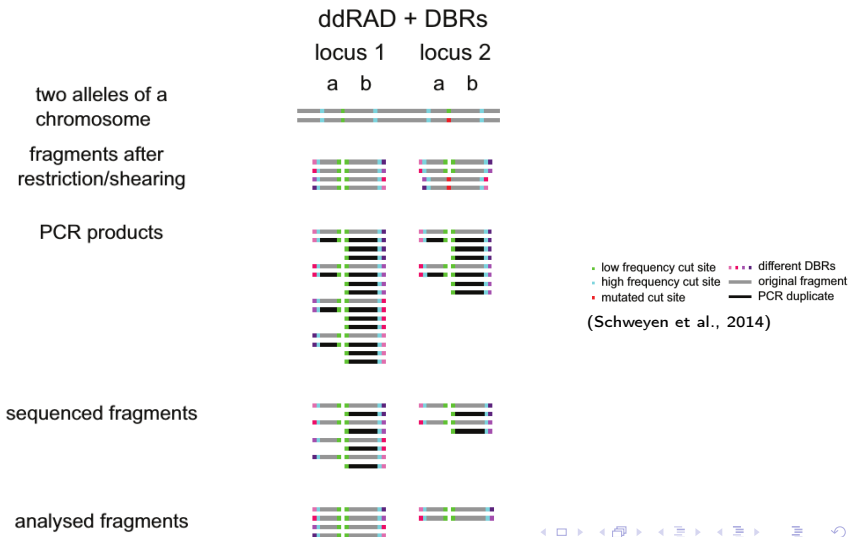 ddRAD + DBRs
locus 1 locus 2
a b a b
two alleles of a
chromosome
fragments after
restriction/shearing
PCR products
low frequency cut site
high frequency cut site
mutated cut site
different DBRs
original fragment
PCR duplicate
(Schweyen et al., 2014)
sequenced fragments
analysed fragments